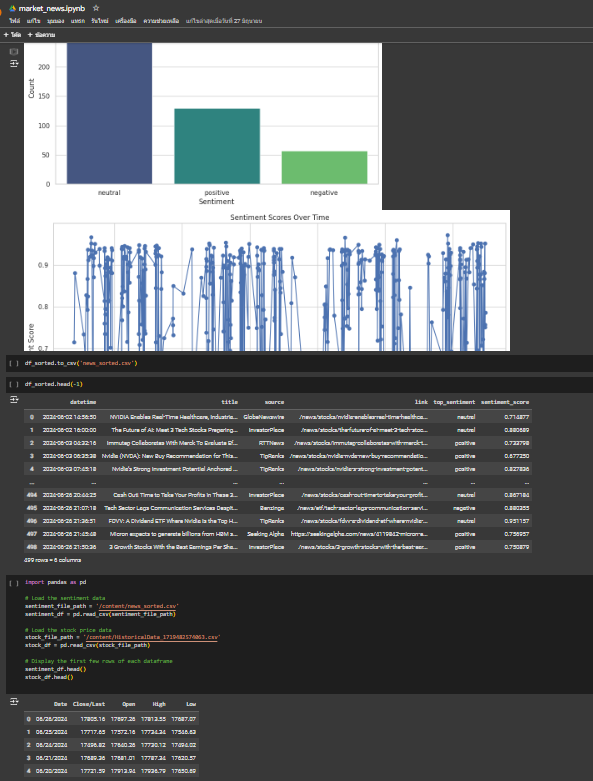 market_news.ipynb ☆
ไฟล์ แก้ไข มุมมอง แทรก รันไทม์ เครื่องมือ ความช่วยเหลือ แก้ไขล่าสุดเมื่อวันที่ 27 มิถุนายน
+ โค้ด + ข้อความ
Count
200
150
100
50
0
neutral positive negative
Sentiment
Sentiment Scores Over Time
0.9
0.8
0.7
t Score
[ ] df_sorted.to_csv('news_sorted.csv')
[ ] df_sorted.head(-1)
datetime title source link top_sentiment sentiment_score
0 2024-06-02 14:56:50 NVIDIA Enables Real-Time Healthcare, Industria... GlobeNewswire /news/stocks/nvidia-enables-real-time-healthca... neutral 0.714877
1 2024-06-02 16:00:00 The Future of AI: Meet 3 Tech Stocks Preparing... InvestorPlace /news/stocks/the-future-of-ai-meet-3-tech-stoc... neutral 0.880689
2 2024-06-03 04:32:16 Immutep Collaborates With Merck To Evaluate Ef... RTTNews /news/stocks/immutep-collaborates-with-merck-t... positive 0.733798
3 2024-06-03 06:35:38 Nvidia (NVDA): New Buy Recommendation for This... TipRanks /news/stocks/nvidia-nvda-new-buy-recommendatio... positive 0.677250
4 2024-06-03 07:45:18 Nvidia's Strong Investment Potential Anchored ... TipRanks /news/stocks/nvidia-s-strong-investment-potent... positive 0.827836
... ... ... ... ... ... ...
494 2024-06-26 20:44:25 Cash Out: Time to Take Your Profits in These 3... InvestorPlace /news/stocks/cash-out-time-to-take-your-profit... neutral 0.867184
495 2024-06-26 21:07:18 Tech Sector Lags Communication Services Despit... Benzinga /news/etf/tech-sector-lags-communication-servi... negative 0.880355
496 2024-06-26 21:36:51 FDVV: A Dividend ETF Where Nvidia Is the Top H... TipRanks /news/stocks/fdvv-a-dividend-etf-where-nvidia-... neutral 0.951157
497 2024-06-26 21:45:48 Micron expects to generate billions from HBM s... Seeking Alpha https://seekingalpha.com/news/4119842-micron-e... positive 0.756957
498 2024-06-26 21:50:36 3 Growth Stocks With the Best Earnings Per Sha... InvestorPlace /news/stocks/3-growth-stocks-with-the-best-ear... positive 0.750879
499 rows × 6 columns
[ ] import pandas as pd
# Load the sentiment data
sentiment_file_path = '/content/news_sorted.csv'
sentiment_df = pd.read_csv(sentiment_file_path)
# Load the stock price data
stock_file_path = '/content/HistoricalData_1719482574063.csv'
stock_df = pd.read_csv(stock_file_path)
# Display the first few rows of each dataframe
sentiment_df.head()
stock_df.head()
Date Close/Last Open High Low
0 06/26/2024 17805.16 17697.26 17813.55 17687.07
1 06/25/2024 17717.65 17572.16 17734.34 17546.63
2 06/24/2024 17496.82 17640.26 17730.12 17494.02
3 06/21/2024 17689.36 17681.01 17787.34 17620.57
4 06/20/2024 17721.59 17913.94 17936.79 17650.69